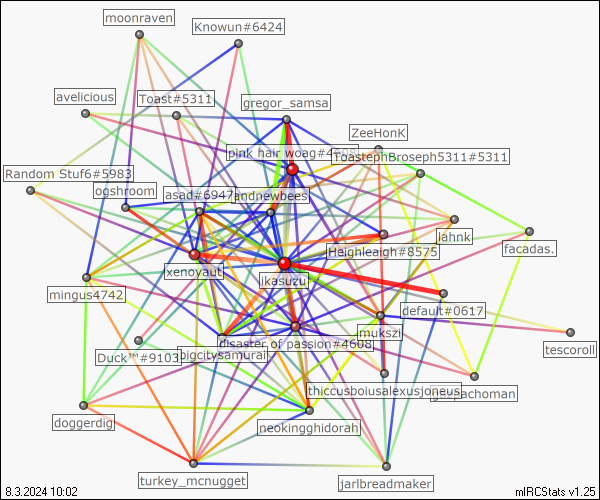 moonraven
Knowun#6424
avelicious
Toast#5311
gregor_samsa
ZeeHonK
pink hair woag#4608
ToastephBroseph5311#5311
Random Stuf6#5983
ogshroom
asad#6947
andnewbees
lahnk
facadas.
Heighleaigh#8575
xenoyaut
ikasuzu
mingus4742
default#0617
mukszi
disaster of passion#4608
tescoroll
Duck™#9103
bigcitysamurai
thiccusboiusalexusjoneus
doggerdig
neokingghidorah
turkey_mcnugget
jarlbreadmaker
8.3.2024 10:02
mIRCStats v1.25